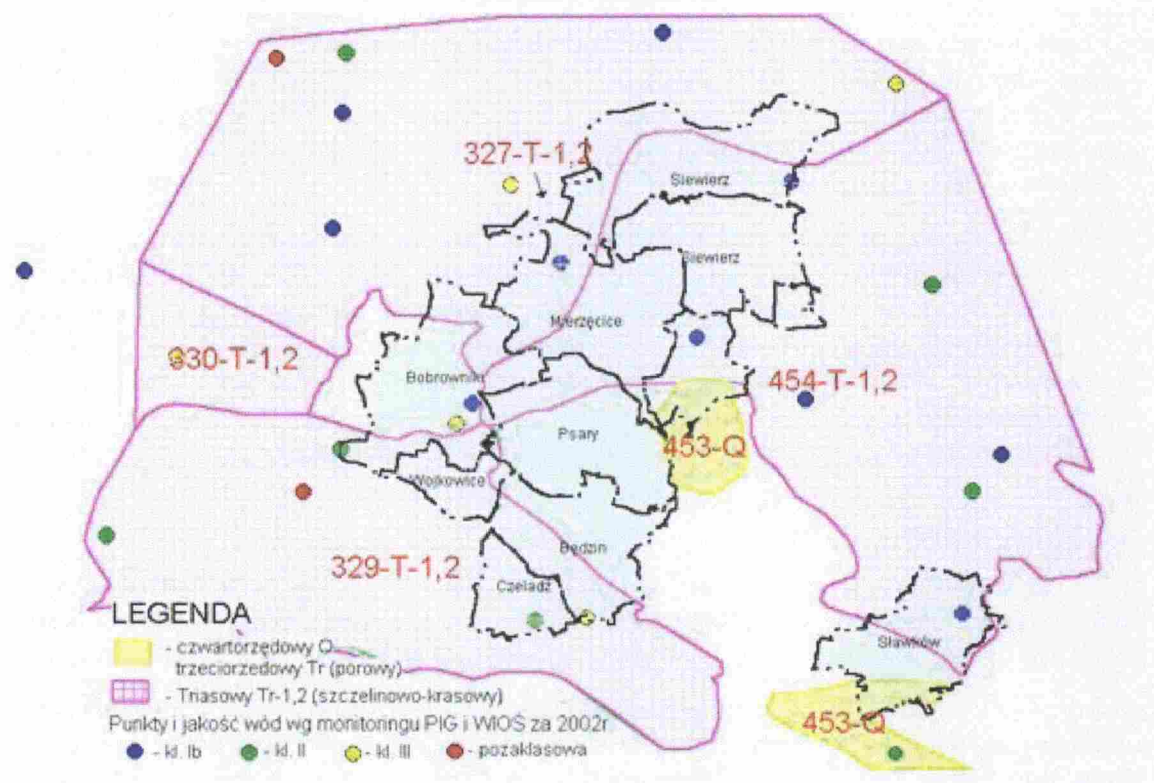 327-T-1,2
Siewierz
Siewierz
Mierzęcice
330-T-1,2
Bobrowniki
454-T-1,2
Psary
453-Q
Wojkowice
Będzin
329-T-1,2
Czeladź
Sławków
453-Q
LEGENDA
- czwartorzędowy Q
trzeciorzędowy Tr (porowy)
- Triasowy Tr-1,2 (szczelinowo-krasowy)
Punkty i jakość wód wg monitoringu PIG i WIOŚ za 2002r
- kl. Ib - kl. II - kl. III - pozaklasowa